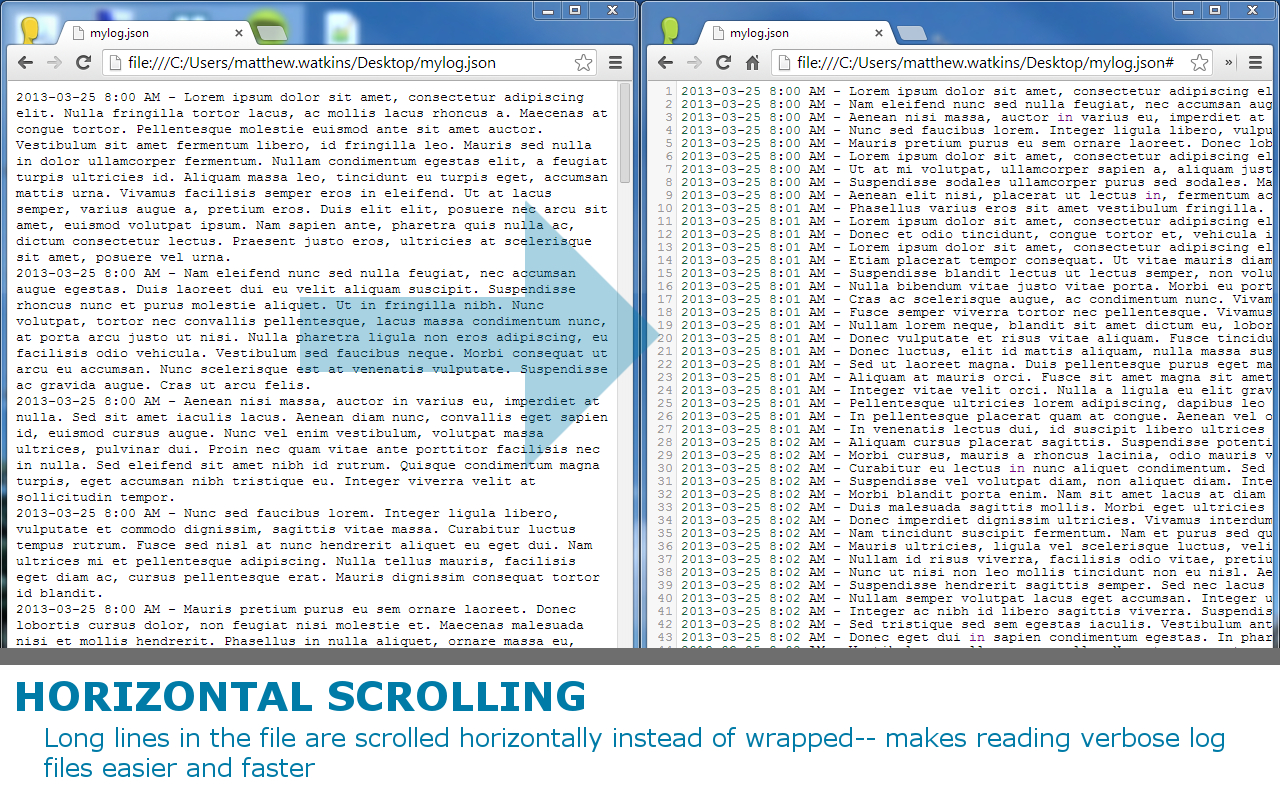 mylog.json
file:///C:/Users/matthew.watkins/Desktop/mylog.json
2013-03-25 8:00 AM - Lorem ipsum dolor sit amet, consectetur adipiscing
elit. Nulla fringilla tortor lacus, ac mollis lacus rhoncus a. Maecenas at
congue tortor. Pellentesque molestie euismod ante sit amet auctor.
Vestibulum sit amet fermentum libero, id fringilla leo. Mauris sed nulla
in dolor ullamcorper fermentum. Nullam condimentum egestas elit, a feugiat
turpis ultricies id. Aliquam massa leo, tincidunt eu turpis eget, accumsan
mattis urna. Vivamus facilisis semper eros in eleifend. Ut at lacus
semper, varius augue a, pretium eros. Duis elit elit, posuere nec arcu sit
amet, euismod volutpat ipsum. Nam sapien ante, pharetra quis nulla ac,
dictum consectetur lectus. Praesent justo eros, ultricies at scelerisque
sit amet, posuere vel urna.
2013-03-25 8:00 AM - Nam eleifend nunc sed nulla feugiat, nec accumsan
augue egestas. Duis laoreet dui eu velit aliquam suscipit. Suspendisse
rhoncus nunc et purus molestie aliquet. Ut in fringilla nibh. Nunc
volutpat, tortor nec convallis pellentesque, lacus massa condimentum nunc,
at porta arcu justo ut nisi. Nulla pharetra ligula non eros adipiscing, eu
facilisis odio vehicula. Vestibulum sed faucibus neque. Morbi consequat ut
arcu eu accumsan. Nunc scelerisque est at venenatis vulputate. Suspendisse
ac gravida augue. Cras ut arcu felis.
2013-03-25 8:00 AM - Aenean nisi massa, auctor in varius eu, imperdiet at
nulla. Sed sit amet iaculis lacus. Aenean diam nunc, convallis eget sapien
id, euismod cursus augue. Nunc vel enim vestibulum, volutpat massa
ultrices, pulvinar dui. Proin nec quam vitae ante porttitor facilisis nec
in nulla. Sed eleifend sit amet nibh id rutrum. Quisque condimentum magna
turpis, eget accumsan nibh tristique eu. Integer viverra velit at
sollicitudin tempor.
2013-03-25 8:00 AM - Nunc sed faucibus lorem. Integer ligula libero,
vulputate et commodo dignissim, sagittis vitae massa. Curabitur luctus
tempus rutrum. Fusce sed nisl at nunc hendrerit aliquet eu eget dui. Nam
ultrices mi et pellentesque adipiscing. Nulla tellus mauris, facilisis
eget diam ac, cursus pellentesque erat. Mauris dignissim consequat tortor
id blandit.
2013-03-25 8:00 AM - Mauris pretium purus eu sem ornare laoreet. Donec
lobortis cursus dolor, non feugiat nisi molestie et. Maecenas malesuada
nisi et mollis hendrerit. Phasellus in nulla aliquet, ornare massa eu,
mylog.json
file:///C:/Users/matthew.watkins/Desktop/mylog.json#
1 2013-03-25 8:00 AM - Lorem ipsum dolor sit amet, consectetur adipiscing el
2 2013-03-25 8:00 AM - Nam eleifend nunc sed nulla feugiat, nec accumsan aug
3 2013-03-25 8:00 AM - Aenean nisi massa, auctor in varius eu, imperdiet at
4 2013-03-25 8:00 AM - Nunc sed faucibus lorem. Integer ligula libero, vulpu
5 2013-03-25 8:00 AM - Mauris pretium purus eu sem ornare laoreet. Donec lob
6 2013-03-25 8:00 AM - Lorem ipsum dolor sit amet, consectetur adipiscing el
7 2013-03-25 8:00 AM - Ut at mi volutpat, ullamcorper sapien a, aliquam just
8 2013-03-25 8:00 AM - Suspendisse sodales ullamcorper purus sed sodales. Ma
9 2013-03-25 8:00 AM - Aenean elit nisi, placerat ut lectus in, fermentum ac
10 2013-03-25 8:01 AM - Phasellus varius eros sit amet vestibulum fringilla.
11 2013-03-25 8:01 AM - Lorem ipsum dolor sit amet, consectetur adipiscing el
12 2013-03-25 8:01 AM - Donec et odio tincidunt, congue tortor et, vehicula i
13 2013-03-25 8:01 AM - Lorem ipsum dolor sit amet, consectetur adipiscing el
14 2013-03-25 8:01 AM - Etiam placerat tempor consequat. Ut vitae mauris diam
15 2013-03-25 8:01 AM - Suspendisse blandit lectus ut lectus semper, non volu
16 2013-03-25 8:01 AM - Nulla bibendum vitae justo vitae porta. Morbi eu port
17 2013-03-25 8:01 AM - Cras ac scelerisque augue, ac condimentum nunc. Vivam
18 2013-03-25 8:01 AM - Fusce semper viverra tortor nec pellentesque. Vivamus
19 2013-03-25 8:01 AM - Nullam lorem neque, blandit sit amet dictum eu, lobor
20 2013-03-25 8:01 AM - Donec vulputate et risus vitae aliquam. Fusce tincidu
21 2013-03-25 8:01 AM - Donec luctus, elit id mattis aliquam, nulla massa sus
22 2013-03-25 8:01 AM - Sed ut laoreet magna. Duis pellentesque purus eget ma
23 2013-03-25 8:01 AM - Aliquam at mauris orci. Fusce sit amet magna sit amet
24 2013-03-25 8:01 AM - Integer vitae velit orci. Nulla a ligula eu elit grava
25 2013-03-25 8:01 AM - Pellentesque ultricies lorem adipiscing, dapibus leo
26 2013-03-25 8:01 AM - In pellentesque placerat quam at congue. Aenean vel o
27 2013-03-25 8:01 AM - In venenatis lectus dui, id suscipit libero ultrices
28 2013-03-25 8:02 AM - Aliquam cursus placerat sagittis. Suspendisse potenti
29 2013-03-25 8:02 AM - Morbi cursus, mauris a rhoncus lacinia, odio mauris v
30 2013-03-25 8:02 AM - Curabitur eu lectus in nunc aliquet condimentum. Sed
31 2013-03-25 8:02 AM - Suspendisse vel volutpat diam, non aliquet diam. Inte
32 2013-03-25 8:02 AM - Morbi blandit porta enim. Nam sit amet lacus at diam
33 2013-03-25 8:02 AM - Duis malesuada sagittis mollis. Morbi eget ultricies
34 2013-03-25 8:02 AM - Donec imperdiet dignissim ultricies. Vivamus interdum
35 2013-03-25 8:02 AM - Nam tincidunt suscipit fermentum. Nam et purus sed qu
36 2013-03-25 8:02 AM - Mauris ultricies, ligula vel scelerisque luctus, veli
37 2013-03-25 8:02 AM - Nullam id risus viverra, facilisis odio vitae, pretiu
38 2013-03-25 8:02 AM - Nunc ut nisi non leo mollis tincidunt non eu nisl. Ae
39 2013-03-25 8:02 AM - Suspendisse hendrerit sagittis semper. Sed nec lacus
40 2013-03-25 8:02 AM - Nullam semper volutpat lacus eget accumsan. Integer u
41 2013-03-25 8:02 AM - Integer ac nibh id libero sagittis viverra. Suspendis
42 2013-03-25 8:02 AM - Sed tristique sed sem egestas iaculis. Vestibulum ant
43 2013-03-25 8:02 AM - Donec eget dui in sapien condimentum egestas. In phar
HORIZONTAL SCROLLING
Long lines in the file are scrolled horizontally instead of wrapped-- makes reading verbose log
files easier and faster